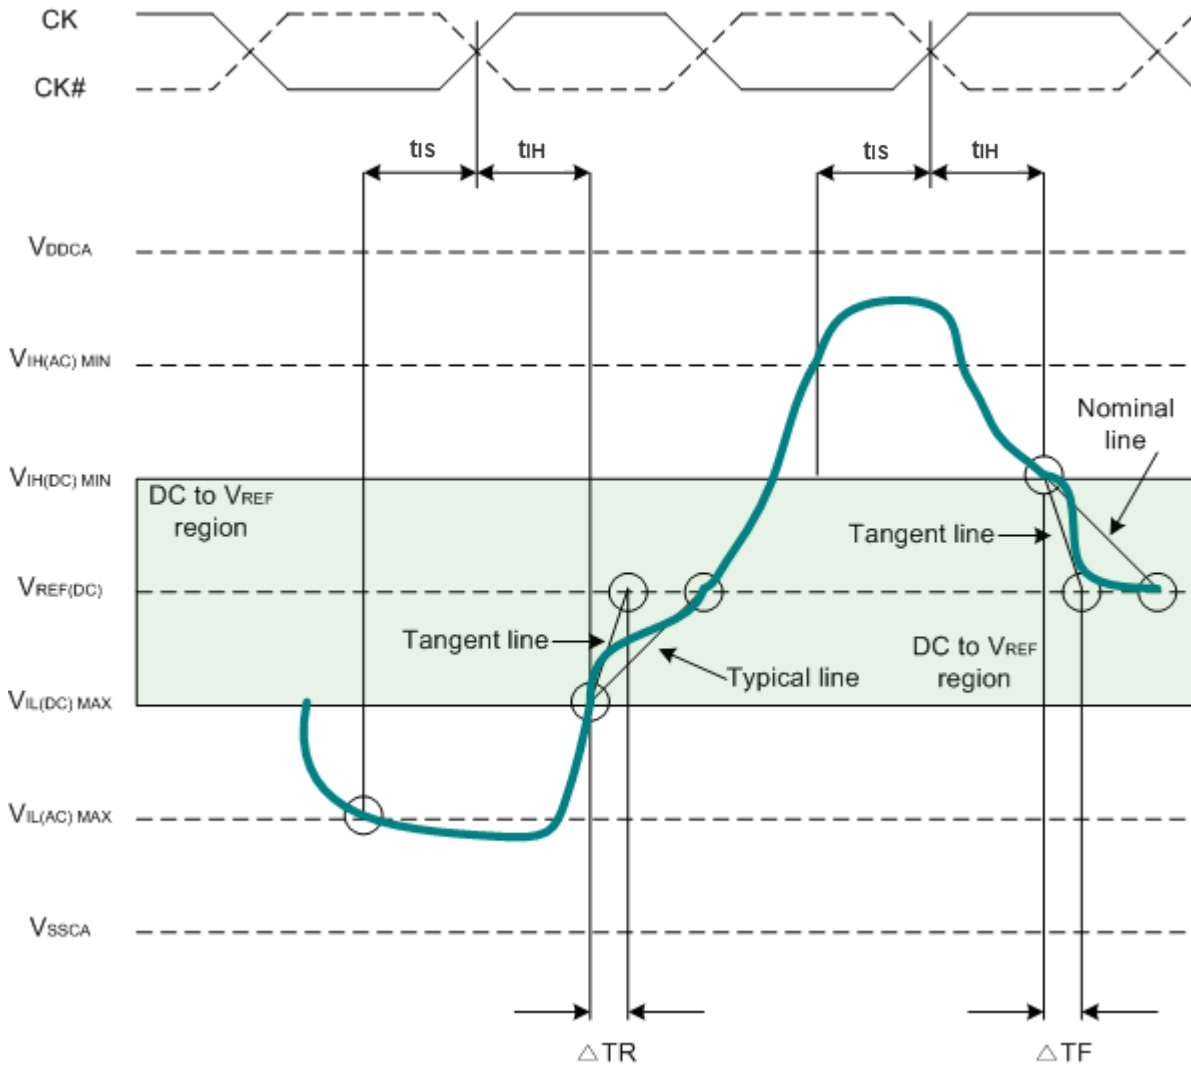 CK
CK#
tIS
tIH
tIS
tIH
VDDCA
VIH(AC) MIN
Nominal
line
VIH(DC) MIN
DC to VREF
region
Tangent line
VREF(DC)
Tangent line
DC to VREF
region
Typical line
VIL(DC) MAX
VIL(AC) MAX
VSSCA
△TR
△TF